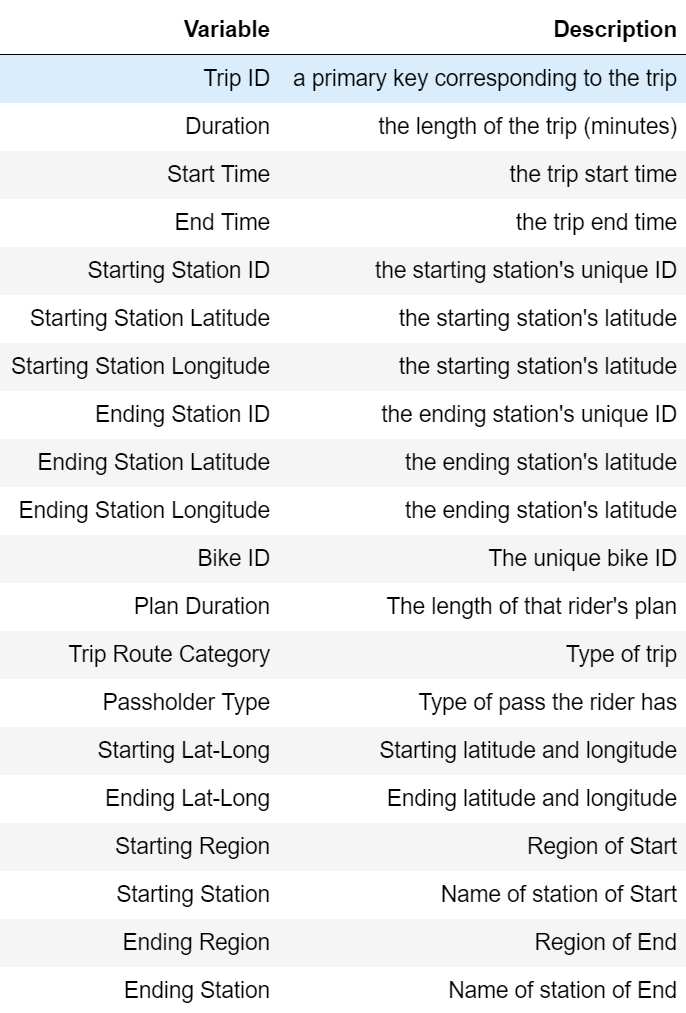 Variable Description
Trip ID a primary key corresponding to the trip
Duration the length of the trip (minutes)
Start Time the trip start time
End Time the trip end time
Starting Station ID the starting station's unique ID
Starting Station Latitude the starting station's latitude
Starting Station Longitude the starting station's latitude
Ending Station ID the ending station's unique ID
Ending Station Latitude the ending station's latitude
Ending Station Longitude the ending station's latitude
Bike ID The unique bike ID
Plan Duration The length of that rider's plan
Trip Route Category Type of trip
Passholder Type Type of pass the rider has
Starting Lat-Long Starting latitude and longitude
Ending Lat-Long Ending latitude and longitude
Starting Region Region of Start
Starting Station Name of station of Start
Ending Region Region of End
Ending Station Name of station of End